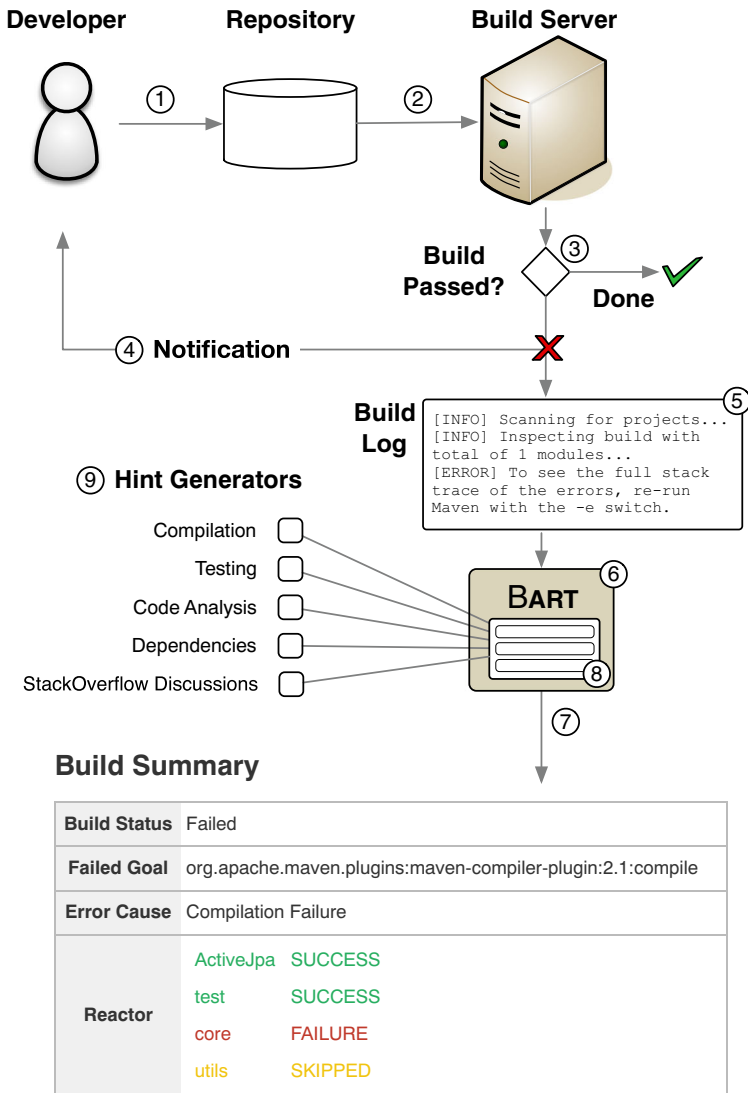 Developer
Repository
Build Server
①
②
③
Build
Passed?
Done
④ Notification
Build
Log
⑤
[INFO] Scanning for projects...
[INFO] Inspecting build with
total of 1 modules...
[ERROR] To see the full stack
trace of the errors, re-run
Maven with the -e switch.
⑨ Hint Generators
Compilation
Testing
Code Analysis
Dependencies
StackOverflow Discussions
⑥
BART
⑧
⑦
Build Summary
Build Status Failed
Failed Goal org.apache.maven.plugins:maven-compiler-plugin:2.1:compile
Error Cause Compilation Failure
Reactor
ActiveJpa SUCCESS
test SUCCESS
core FAILURE
utils SKIPPED